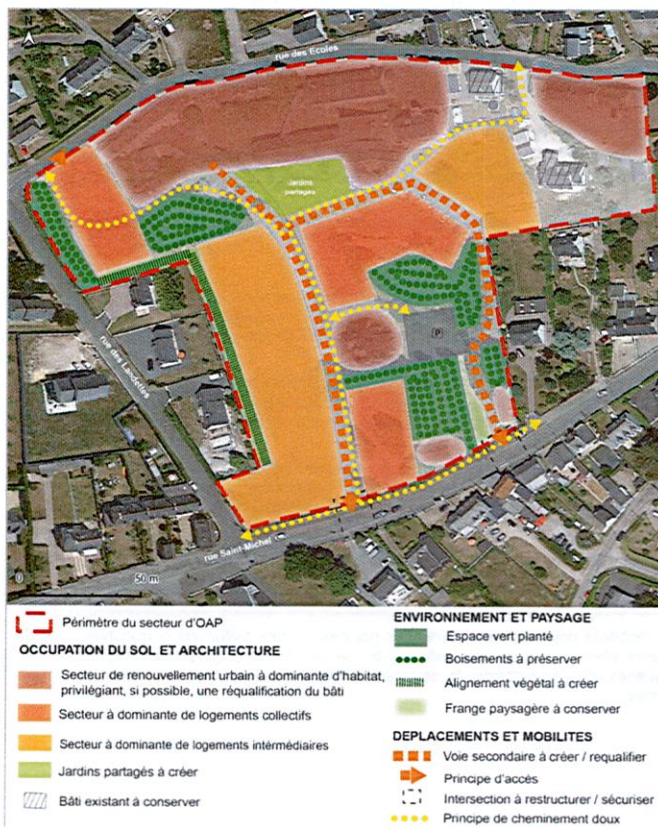 N
rue des Ecoles
Jardins
partagés
rue des Landettes
P
rue Saint-Michel
0
50 m
Périmètre du secteur d'OAP
OCCUPATION DU SOL ET ARCHITECTURE
Secteur de renouvellement urbain à dominante d'habitat,
privilégiant, si possible, une réqualification du bâti
Secteur à dominante de logements collectifs
Secteur à dominante de logements intérmédiaires
Jardins partagés à créer
Bâti existant à conserver
ENVIRONNEMENT ET PAYSAGE
Espace vert planté
Boisements à préserver
Alignement végétal à créer
Frange paysagère à conserver
DEPLACEMENTS ET MOBILITES
Voie secondaire à créer / requalifier
Principe d'accès
Intersection à restructurer / sécuriser
Principe de cheminement doux